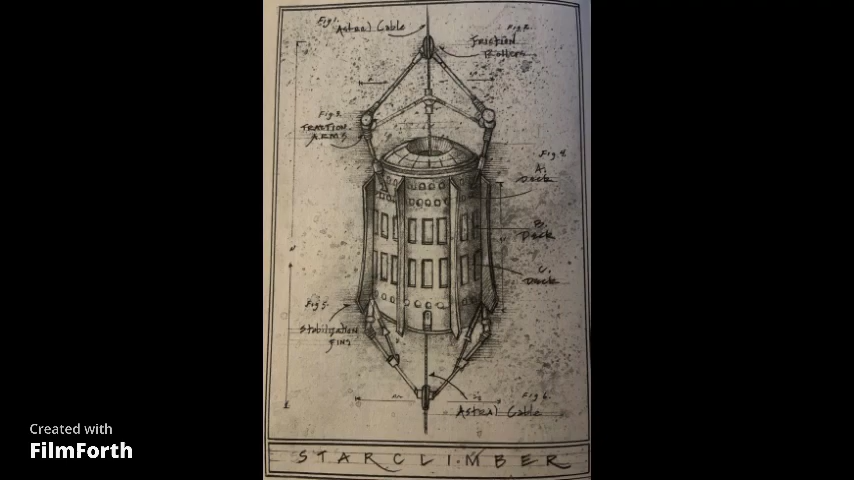 Fig 1.
Astral Cable
Fig 2.
Friction
Rollers
Fig 3.
TRACTION
ARMS
Fig 4.
A.
Deck
B.
Deck
C.
Deck
Fig 5.
Stabilization
FINS
Fig 6.
Astral Cable
STARCLIMBER
Created with
FilmForth